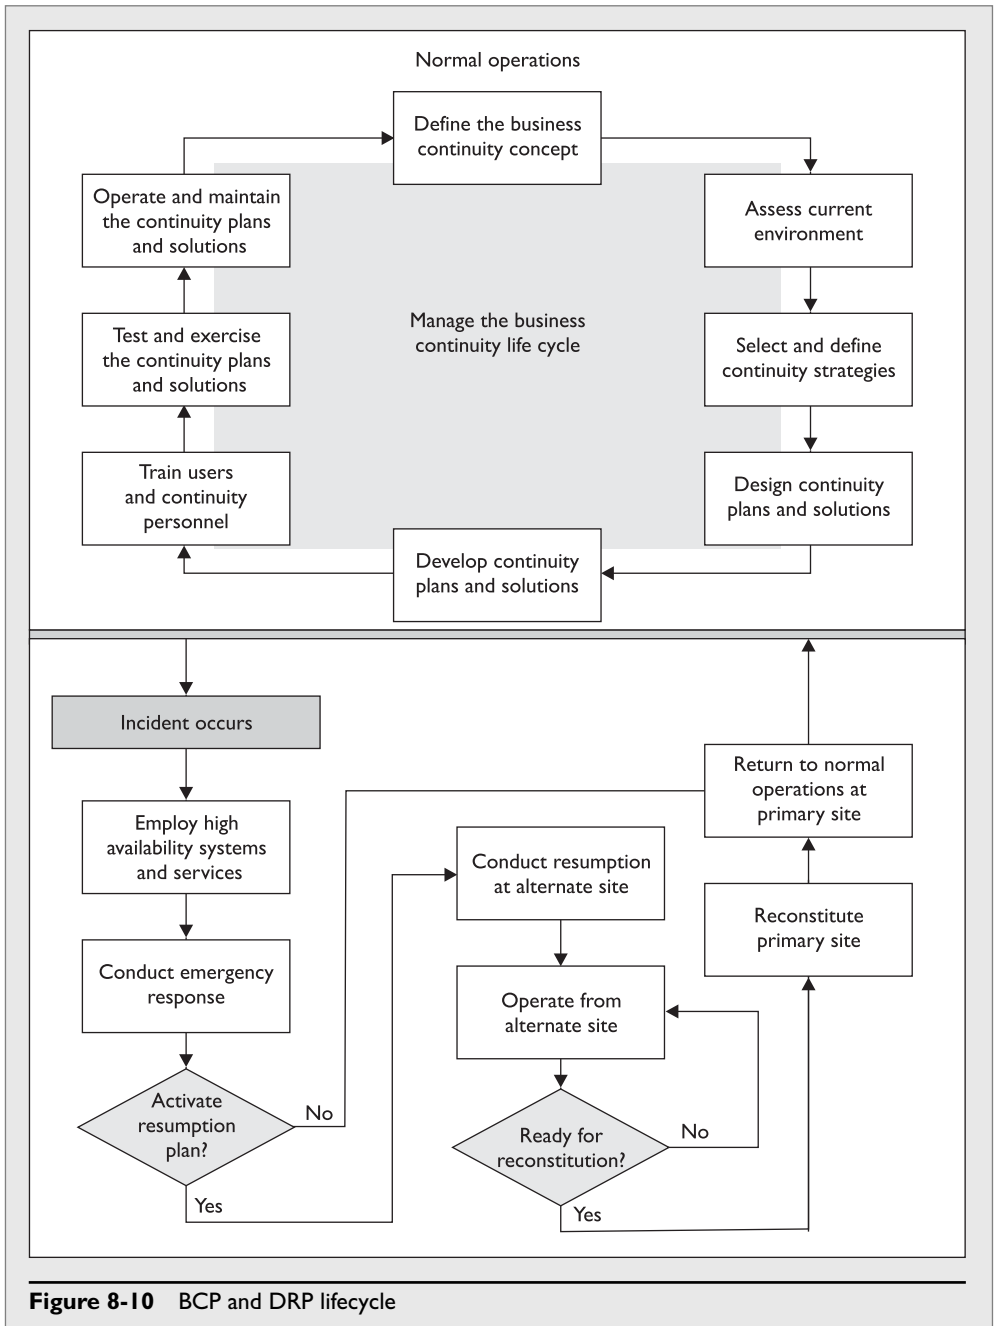 Normal operations
Define the business
continuity concept
Assess current
environment
Select and define
continuity strategies
Design continuity
plans and solutions
Develop continuity
plans and solutions
Train users
and continuity
personnel
Test and exercise
the continuity plans
and solutions
Operate and maintain
the continuity plans
and solutions
Manage the business
continuity life cycle
Incident occurs
Employ high
availability systems
and services
Conduct emergency
response
Activate
resumption
plan?
No
Yes
Conduct resumption
at alternate site
Operate from
alternate site
Ready for
reconstitution?
No
Yes
Reconstitute
primary site
Return to normal
operations at
primary site
Figure 8-10 BCP and DRP lifecycle